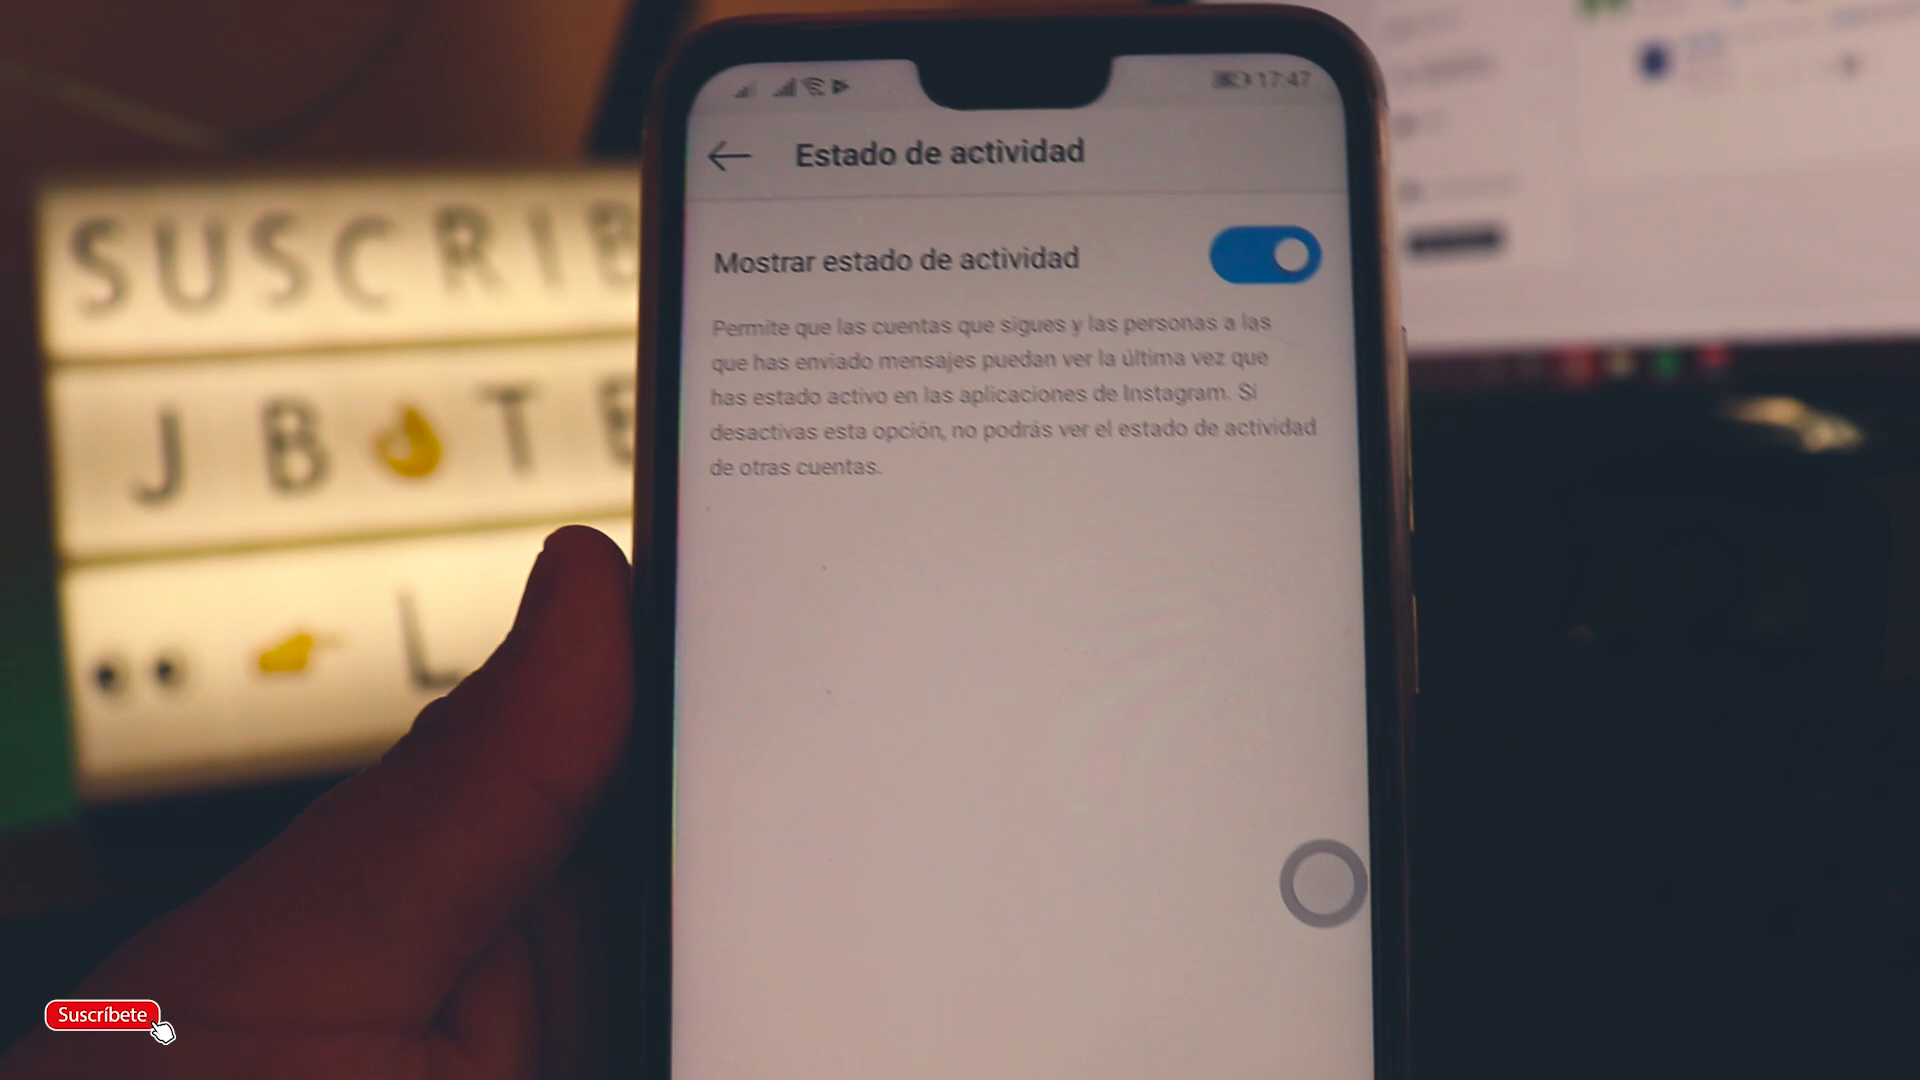 17:47
Estado de actividad
Mostrar estado de actividad
Permite que las cuentas que sigues y las personas a las
que has enviado mensajes puedan ver la última vez que
has estado activo en las aplicaciones de Instagram. Si
desactivas esta opción, no podrás ver el estado de actividad
de otras cuentas.
SUSCRIB
J B T E
L
Suscríbete